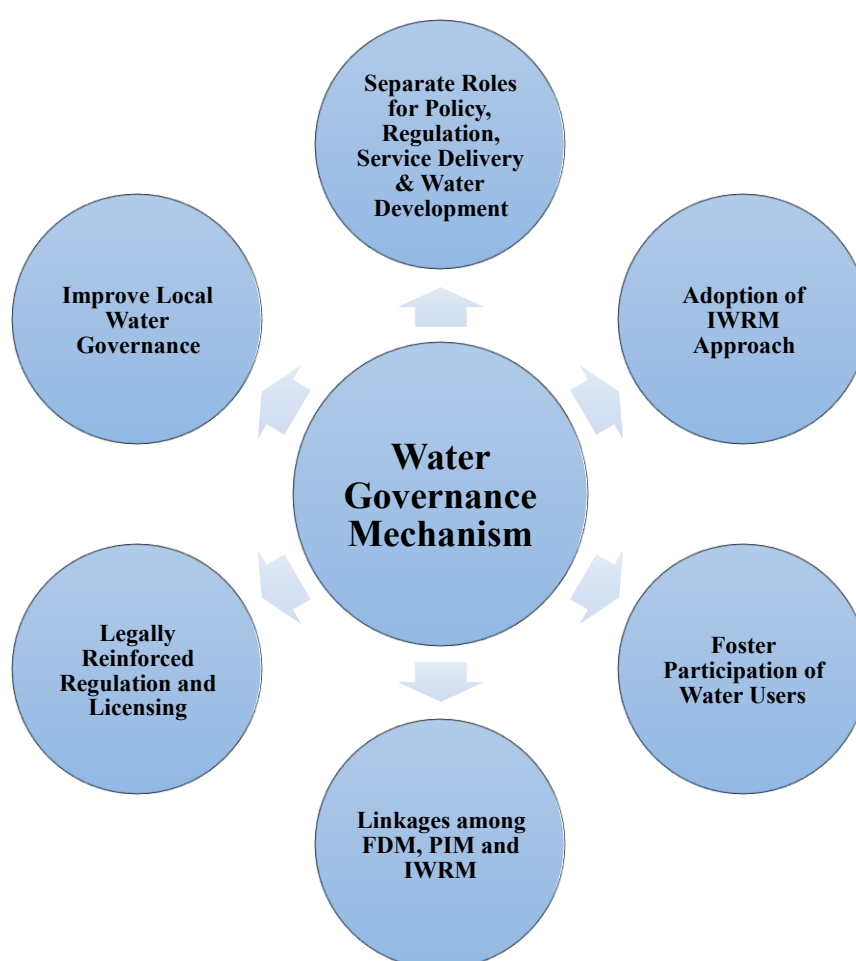 Separate Roles
for Policy,
Regulation,
Service Delivery
& Water
Development
Improve Local
Water
Governance
Adoption of
IWRM
Approach
Water
Governance
Mechanism
Legally
Reinforced
Regulation and
Licensing
Foster
Participation of
Water Users
Linkages among
FDM, PIM and
IWRM